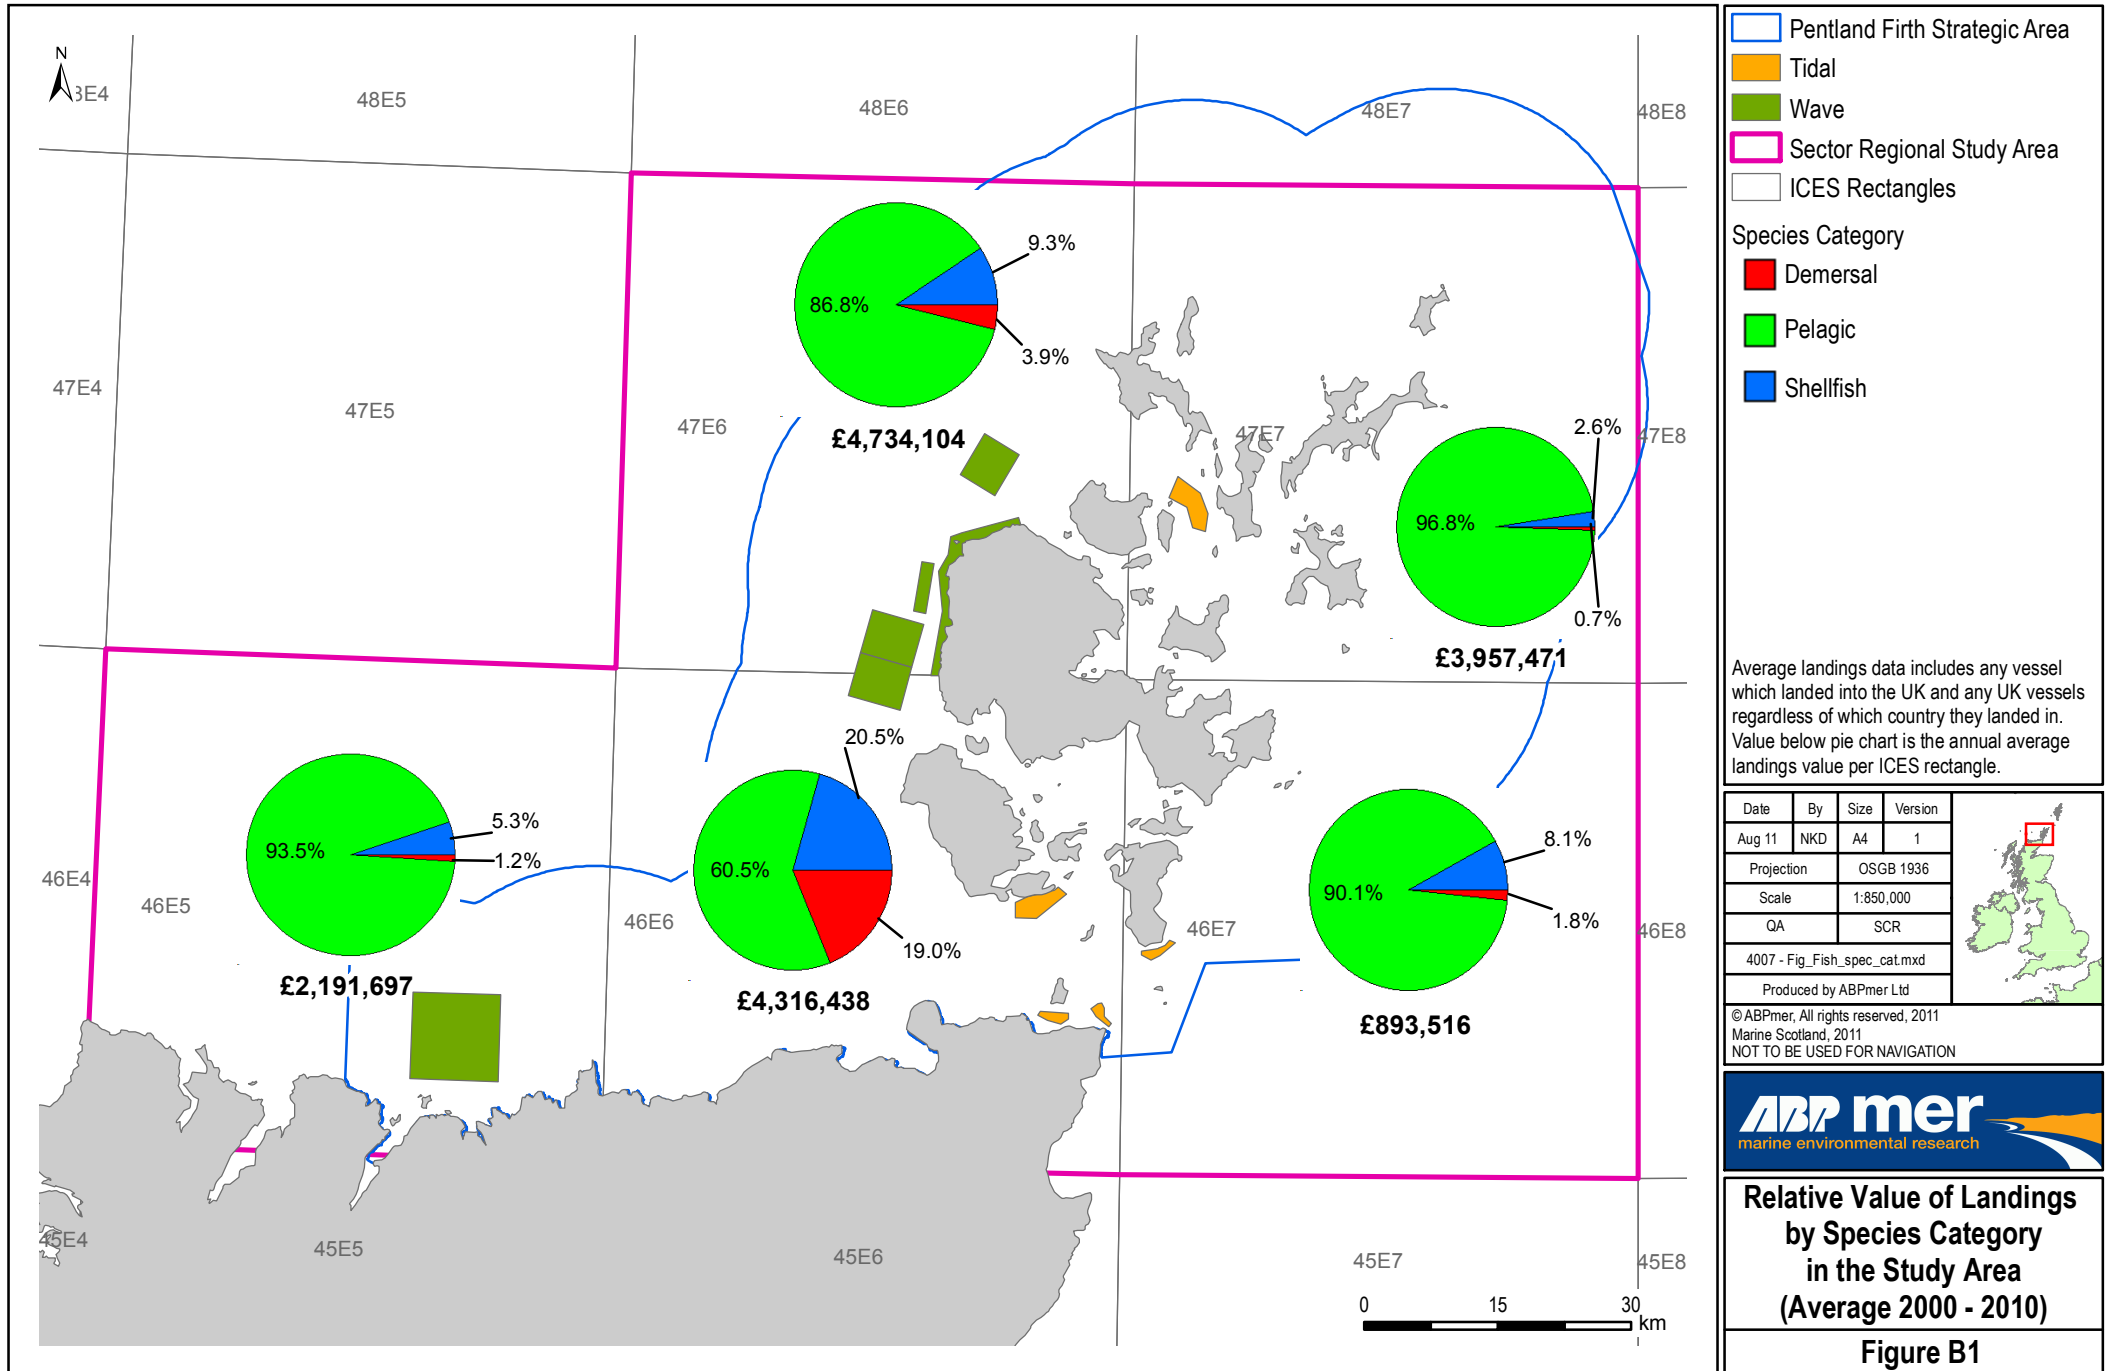 N
3E4
48E5
48E6
48E7
48E8
9.3%
86.8%
3.9%
£4,734,104
47E4
47E5
47E6
47E7
47E8
2.6%
96.8%
0.7%
£3,957,471
20.5%
60.5%
19.0%
£4,316,438
5.3%
93.5%
1.2%
£2,191,697
8.1%
90.1%
1.8%
£893,516
46E4
46E5
46E6
46E7
46E8
45E4
45E5
45E6
45E7
45E8
0 15 30
km
Pentland Firth Strategic Area
Tidal
Wave
Sector Regional Study Area
ICES Rectangles
Species Category
Demersal
Pelagic
Shellfish
Average landings data includes any vessel
which landed into the UK and any UK vessels
regardless of which country they landed in.
Value below pie chart is the annual average
landings value per ICES rectangle.
Date By Size Version
Aug 11 NKD A4 1
Projection OSGB 1936
Scale 1:850,000
QA SCR
4007 - Fig_Fish_spec_cat.mxd
Produced by ABPmer Ltd
© ABPmer, All rights reserved, 2011
Marine Scotland, 2011
NOT TO BE USED FOR NAVIGATION
ABP mer
marine environmental research
Relative Value of Landings
by Species Category
in the Study Area
(Average 2000 - 2010)
Figure B1